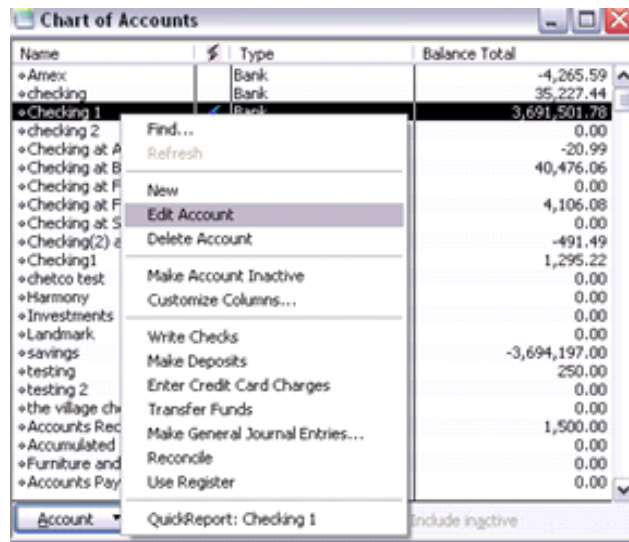 Chart of Accounts
Name Type Balance Total
Amex Bank -4,265.59
checking Bank 35,227.44
Checking 1 Bank 3,691,501.78
checking 2 0.00
Checking at A -20.99
Checking at B 40,476.06
Checking at F 0.00
Checking at F 4,106.08
Checking at S 0.00
Checking(2) a -491.49
Checking1 1,295.22
chetco test 0.00
Harmony 0.00
Investments 0.00
Landmark 0.00
savings -3,694,197.00
testing 250.00
testing 2 0.00
the village che 0.00
Accounts Rec 1,500.00
Accumulated 0.00
Furniture and 0.00
Accounts Pay 0.00
Find...
Refresh
New
Edit Account
Delete Account
Make Account Inactive
Customize Columns...
Write Checks
Make Deposits
Enter Credit Card Charges
Transfer Funds
Make General Journal Entries...
Reconcile
Use Register
QuickReport: Checking 1
Account Include inactive